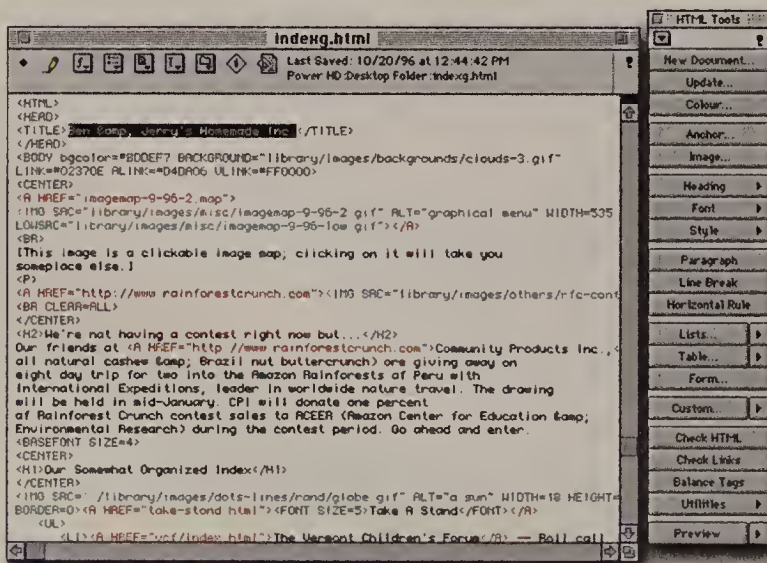 indexg.html
Last Saved: 10/20/96 at 12:44:42 PM
Power HD:Desktop Folder:indexg.html
<HTML>
<HEAD>
<TITLE>Ben &amp; Jerry's Homemade Inc </TITLE>
</HEAD>
<BODY bgcolor=#BDDEF7 BACKGROUND="library/images/backgrounds/clouds-3.gif"
LINK=#02370E ALINK=#D4DA06 VLINK=#FF0000>
<CENTER>
<A HREF="imagemap-9-96-2.map">
<IMG SRC="library/images/misc/imagemap-9-96-2 gif" ALT="graphical menu" WIDTH=535
LOWSRC="library/images/misc/imagemap-9-96-low gif"></A>
<BR>
[This image is a clickable image map; clicking on it will take you
someplace else.]
<P>
<A HREF="http://www rainforestcrunch.com"><IMG SRC="library/images/others/rfc-cont
<BR CLEAR=ALL>
</CENTER>
<H2>We're not having a contest right now but...</H2>
Our friends at <A HREF="http //www rainforestcrunch.com">Community Products Inc.,<
all natural cashew &amp; Brazil nut buttercrunch) are giving away an
eight day trip for two into the Amazon Rainforests of Peru with
International Expeditions, leader in worldwide nature travel. The drawing
will be held in mid-January. CPI will donate one percent
of Rainforest Crunch contest sales to ACEER (Amazon Center for Education &amp;
Environmental Research) during the contest period. Go ahead and enter.
<BASEFONT SIZE=4>
<CENTER>
<H1>Our Somewhat Organized Index</H1>
</CENTER>
<IMG SRC=" /library/images/dots-lines/rand/globe gif" ALT="a sun" WIDTH=18 HEIGHT=
BORDER=0><A HREF="take-stand html"><FONT SIZE=5>Take A Stand</FONT></A>
<UL>
<LI><A HREF="vcf/index html">The Vermont Children's Forum</A> — Roll call
HTML Tools
New Document...
Update...
Colour...
Anchor...
Image...
Heading
Font
Style
Paragraph
Line Break
Horizontal Rule
Lists...
Table...
Form...
Custom...
Check HTML
Check Links
Balance Tags
Utilities
Preview